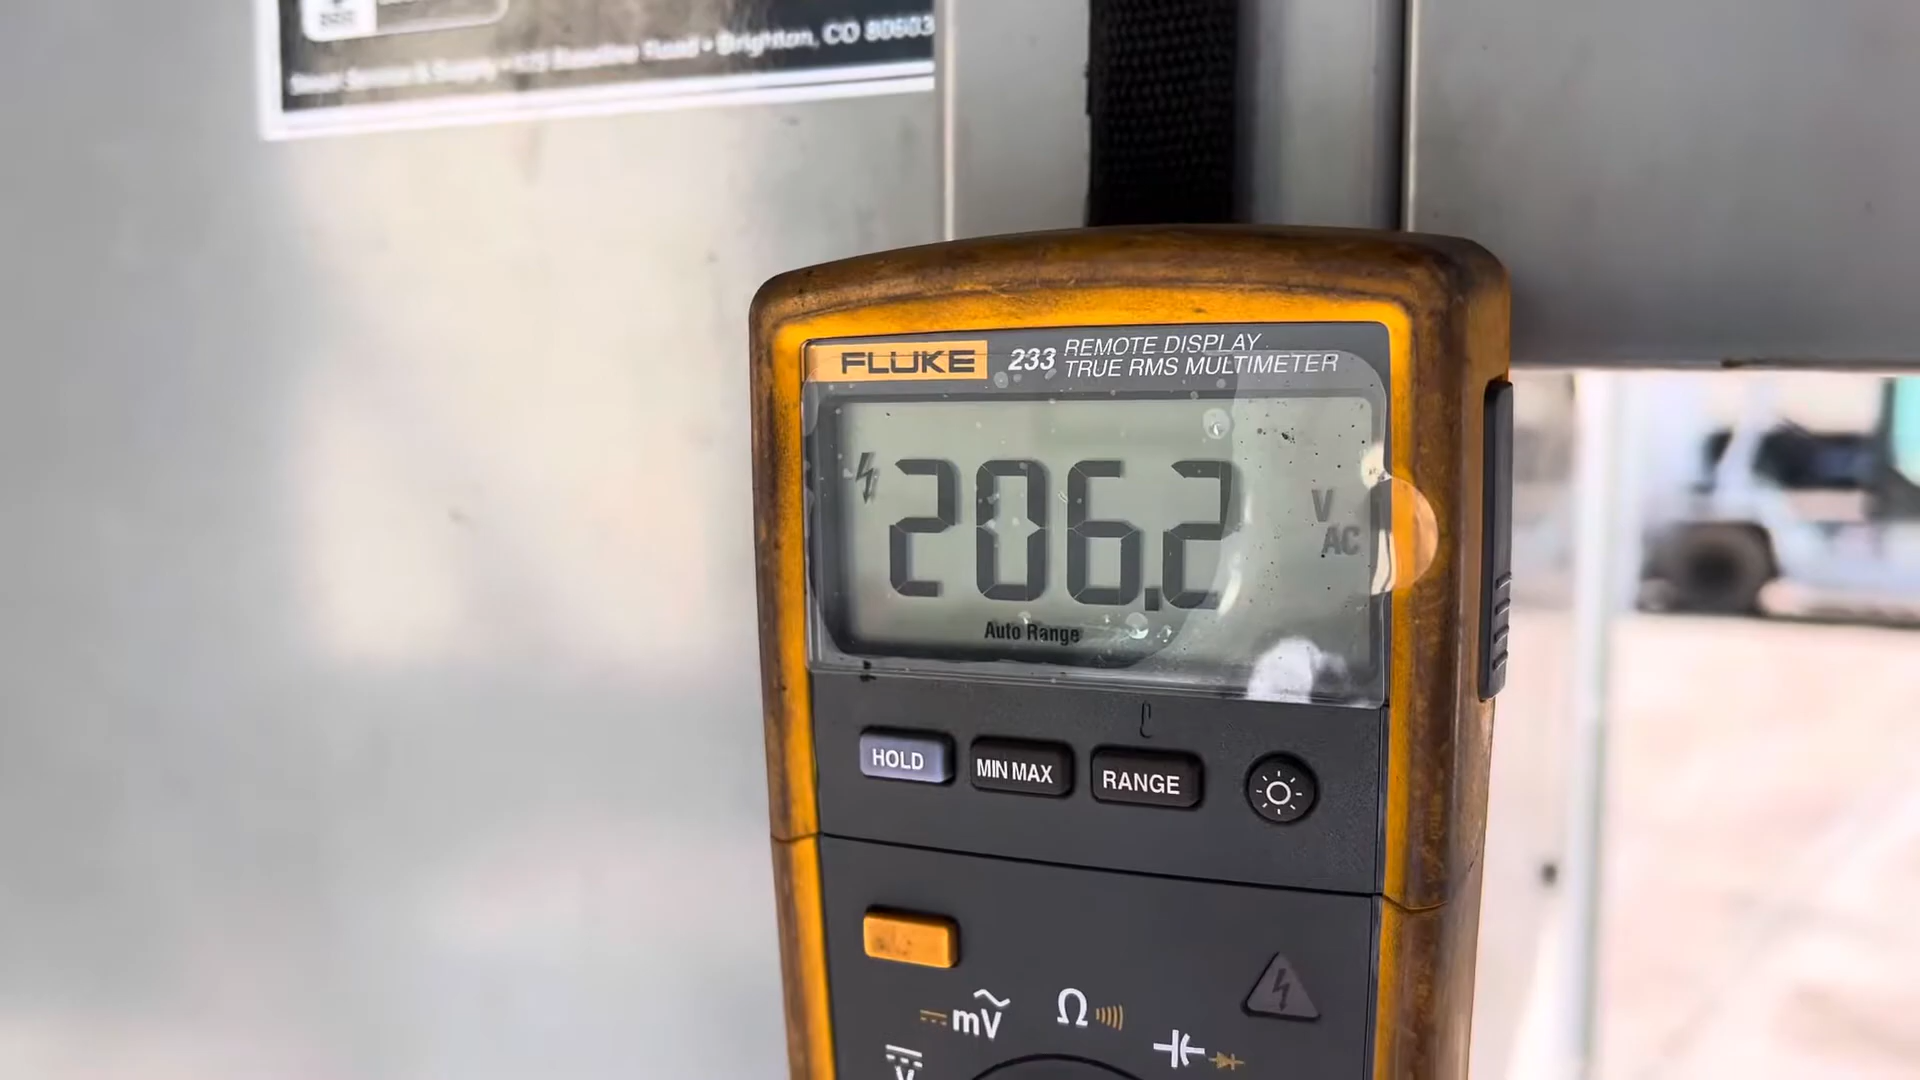 Brighton, CO 80603
FLUKE 233 REMOTE DISPLAY
TRUE RMS MULTIMETER
206.2 V
AC
Auto Range
HOLD MIN MAX RANGE
mV Ω
V